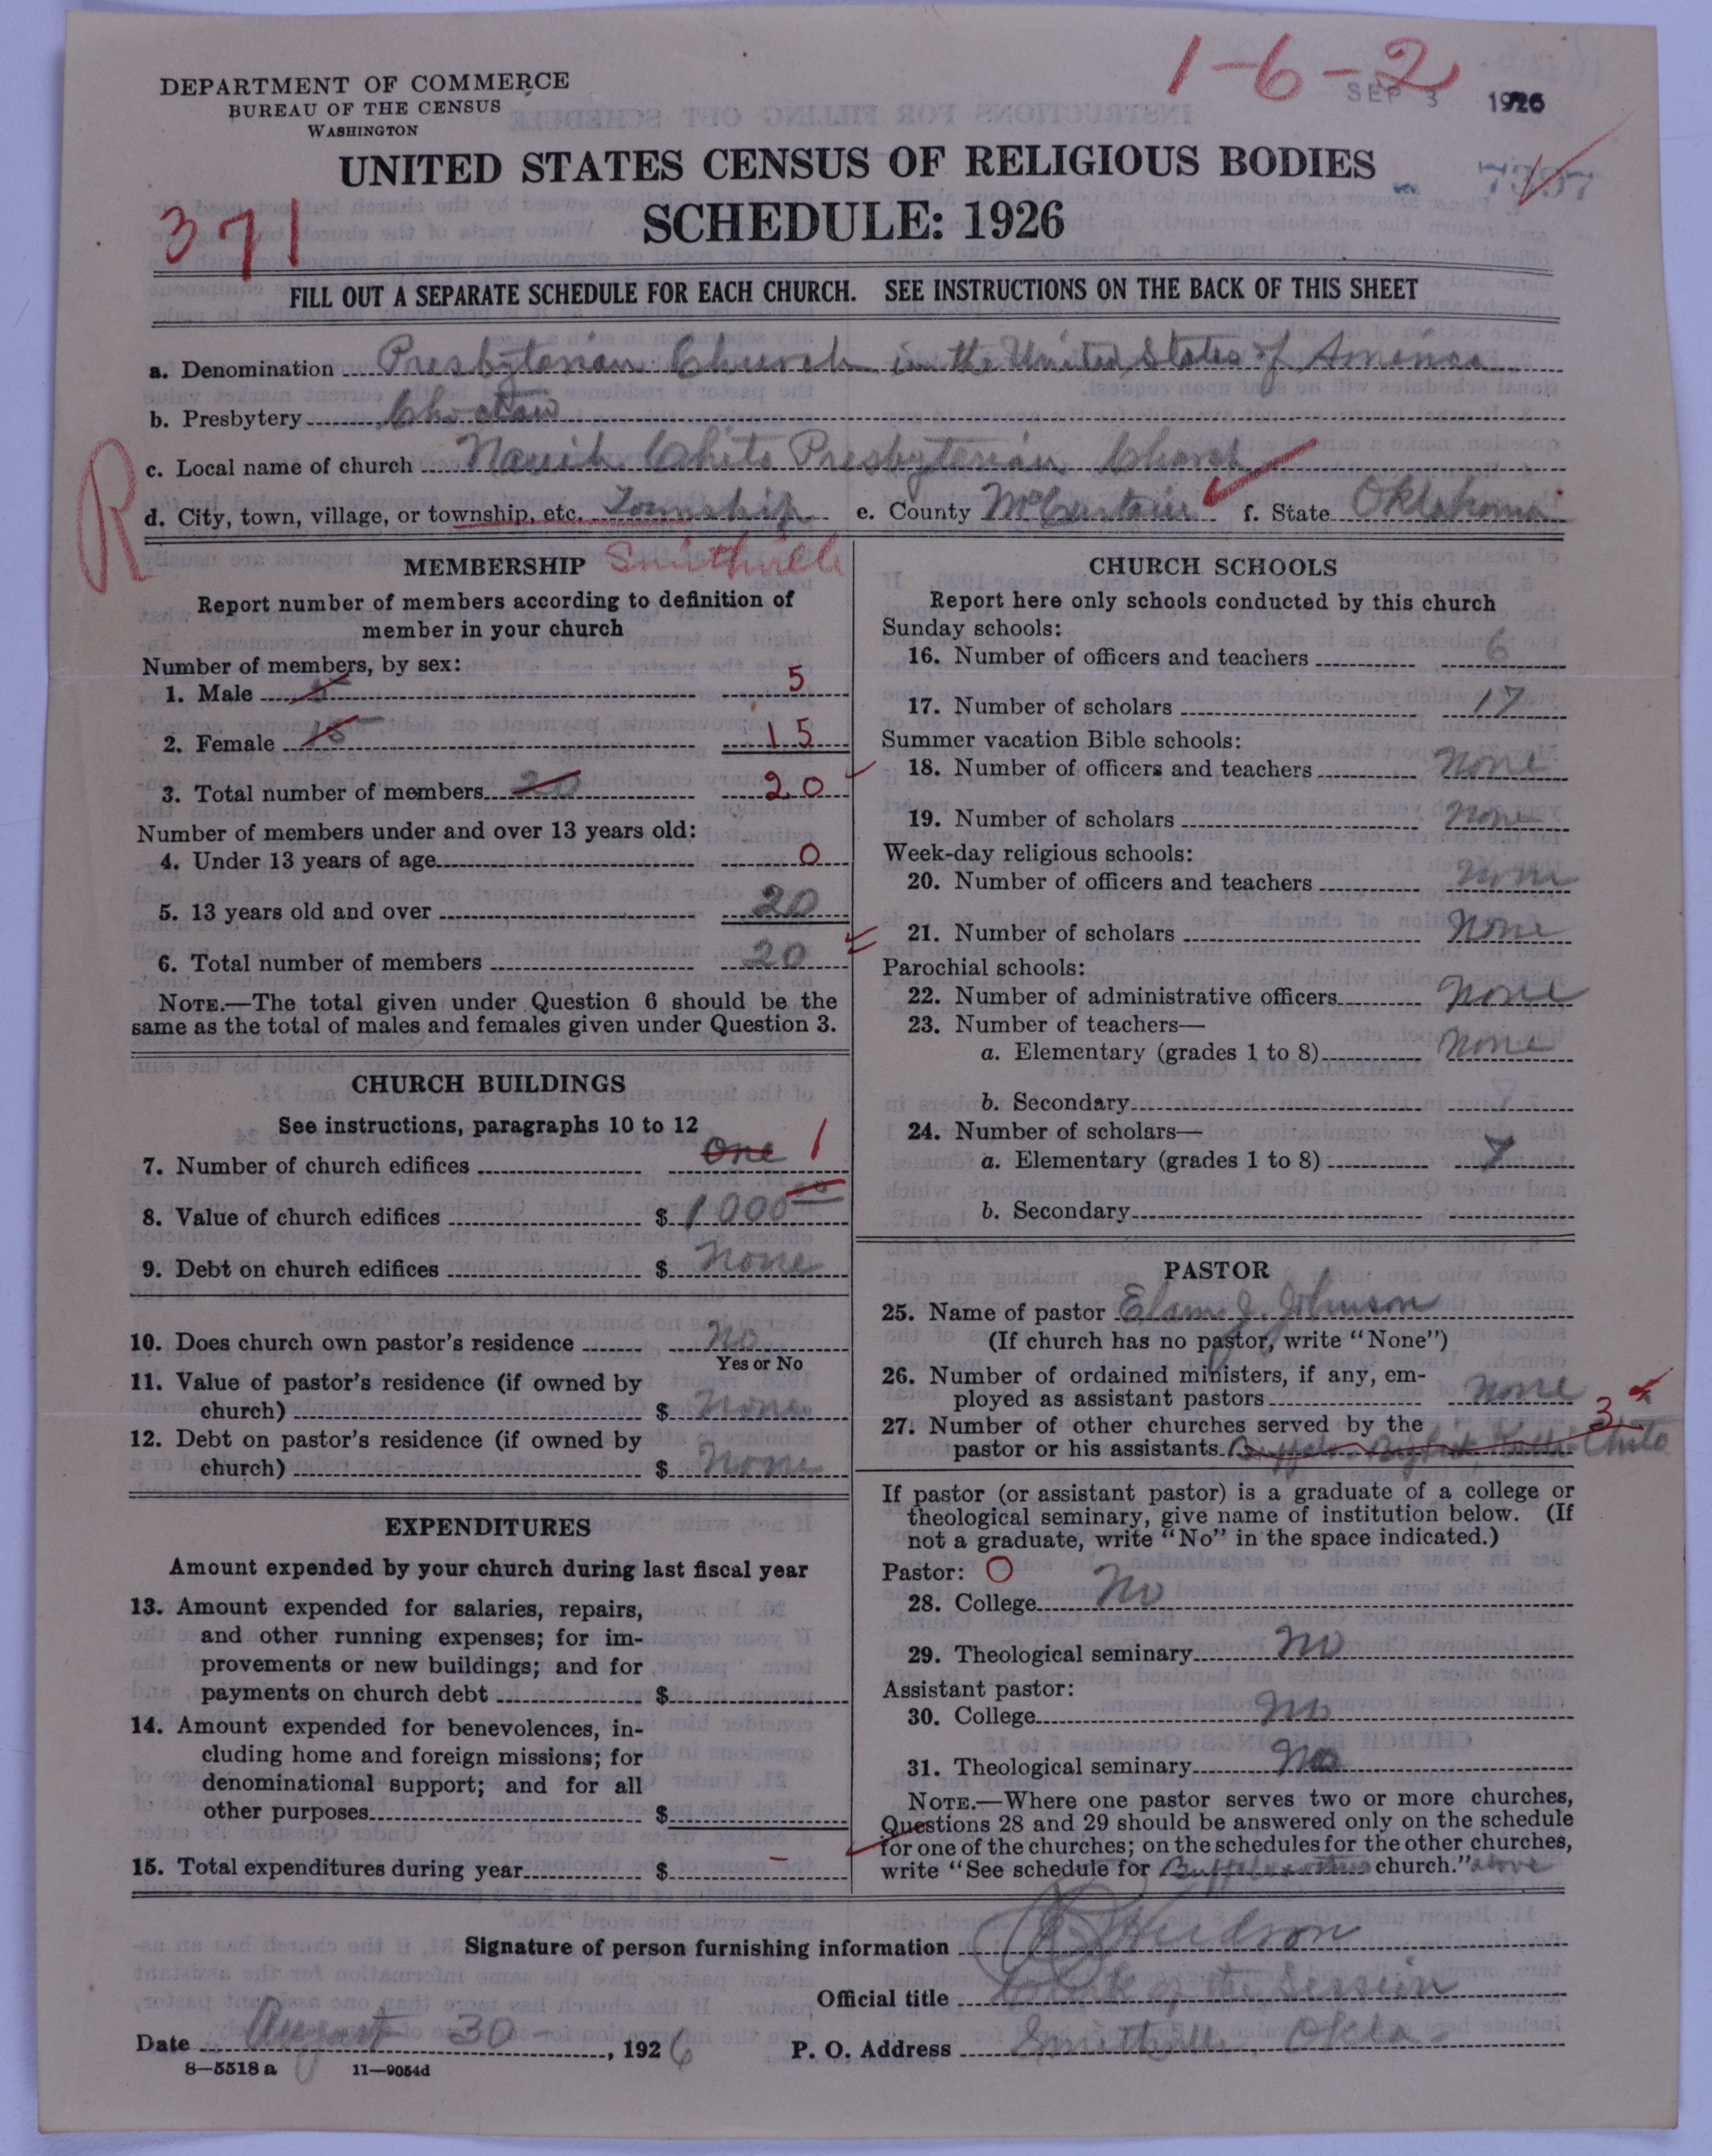 1-6-2
SEP 3 1926
DEPARTMENT OF COMMERCE
BUREAU OF THE CENSUS
WASHINGTON
UNITED STATES CENSUS OF RELIGIOUS BODIES
7397
371
SCHEDULE: 1926
FILL OUT A SEPARATE SCHEDULE FOR EACH CHURCH. SEE INSTRUCTIONS ON THE BACK OF THIS SHEET
a. Denomination Presbyterian Church in the United States of America
b. Presbytery Choctaw
R
c. Local name of church Chito Presbyterian Church
d. City, town, village, or township, etc. Township e. County McCurtain f. State Oklahoma
MEMBERSHIP Smithville
Report number of members according to definition of
member in your church
Number of members, by sex:
1. Male 5 5
2. Female 15 15
3. Total number of members 20 20
Number of members under and over 13 years old:
4. Under 13 years of age 0
5. 13 years old and over 20
6. Total number of members 20
NOTE.—The total given under Question 6 should be the
same as the total of males and females given under Question 3.
CHURCH BUILDINGS
See instructions, paragraphs 10 to 12
7. Number of church edifices One 1
8. Value of church edifices $ 1000 00
9. Debt on church edifices $ None
10. Does church own pastor's residence No
Yes or No
11. Value of pastor's residence (if owned by
church) $ None
12. Debt on pastor's residence (if owned by
church) $ None
EXPENDITURES
Amount expended by your church during last fiscal year
13. Amount expended for salaries, repairs,
and other running expenses; for im-
provements or new buildings; and for
payments on church debt $
14. Amount expended for benevolences, in-
cluding home and foreign missions; for
denominational support; and for all
other purposes $
15. Total expenditures during year $ –
CHURCH SCHOOLS
Report here only schools conducted by this church
Sunday schools:
16. Number of officers and teachers 6
17. Number of scholars 17
Summer vacation Bible schools:
18. Number of officers and teachers None
19. Number of scholars None
Week-day religious schools:
20. Number of officers and teachers None
21. Number of scholars None
Parochial schools:
22. Number of administrative officers None
23. Number of teachers—
a. Elementary (grades 1 to 8) None
b. Secondary
24. Number of scholars—
a. Elementary (grades 1 to 8)
b. Secondary
PASTOR
25. Name of pastor Elam J. Johnson
(If church has no pastor, write "None")
26. Number of ordained ministers, if any, em-
ployed as assistant pastors None
27. Number of other churches served by the 3
pastor or his assistants Buffalo Chito
If pastor (or assistant pastor) is a graduate of a college or
theological seminary, give name of institution below. (If
not a graduate, write "No" in the space indicated.)
Pastor: O
28. College No
29. Theological seminary No
Assistant pastor:
30. College No
31. Theological seminary No
NOTE.—Where one pastor serves two or more churches,
Questions 28 and 29 should be answered only on the schedule
for one of the churches; on the schedules for the other churches,
write "See schedule for Buffalo church." above
Signature of person furnishing information Hudson
Official title Clerk of the Session
Date August 30 –, 1926 P. O. Address Smithville, Okla-
8—5518 a 11—9054d